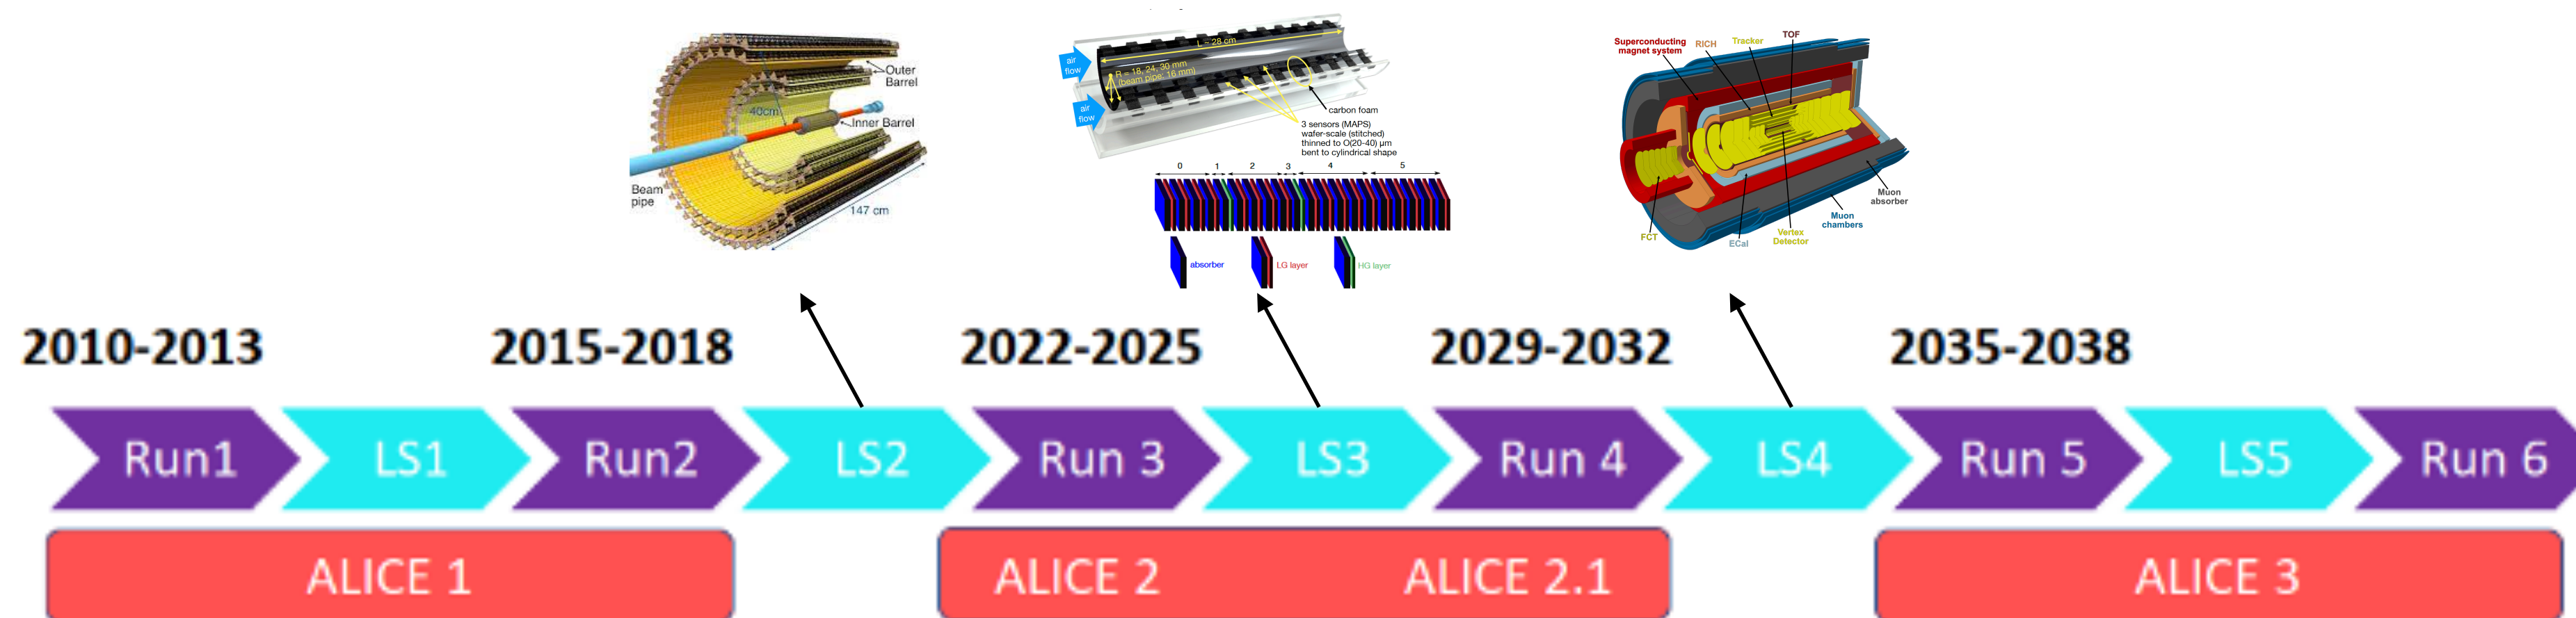 Outer
Barrel
40cm
Inner Barrel
Beam
pipe
147 cm
air
flow
L = 28 cm
R = 18, 24, 30 mm
(beam pipe: 16 mm)
air
flow
carbon foam
3 sensors (MAPS)
wafer-scale (stitched)
thinned to O(20-40) µm
bent to cylindrical shape
0 1 2 3 4 5
absorber
LG layer
HG layer
Superconducting
magnet system
RICH
Tracker
TOF
Muon
absorber
Muon
chambers
Vertex
Detector
ECal
FCT
2010-2013 2015-2018 2022-2025 2029-2032 2035-2038
Run1 LS1 Run2 LS2 Run 3 LS3 Run 4 LS4 Run 5 LS5 Run 6
ALICE 1 ALICE 2 ALICE 2.1 ALICE 3